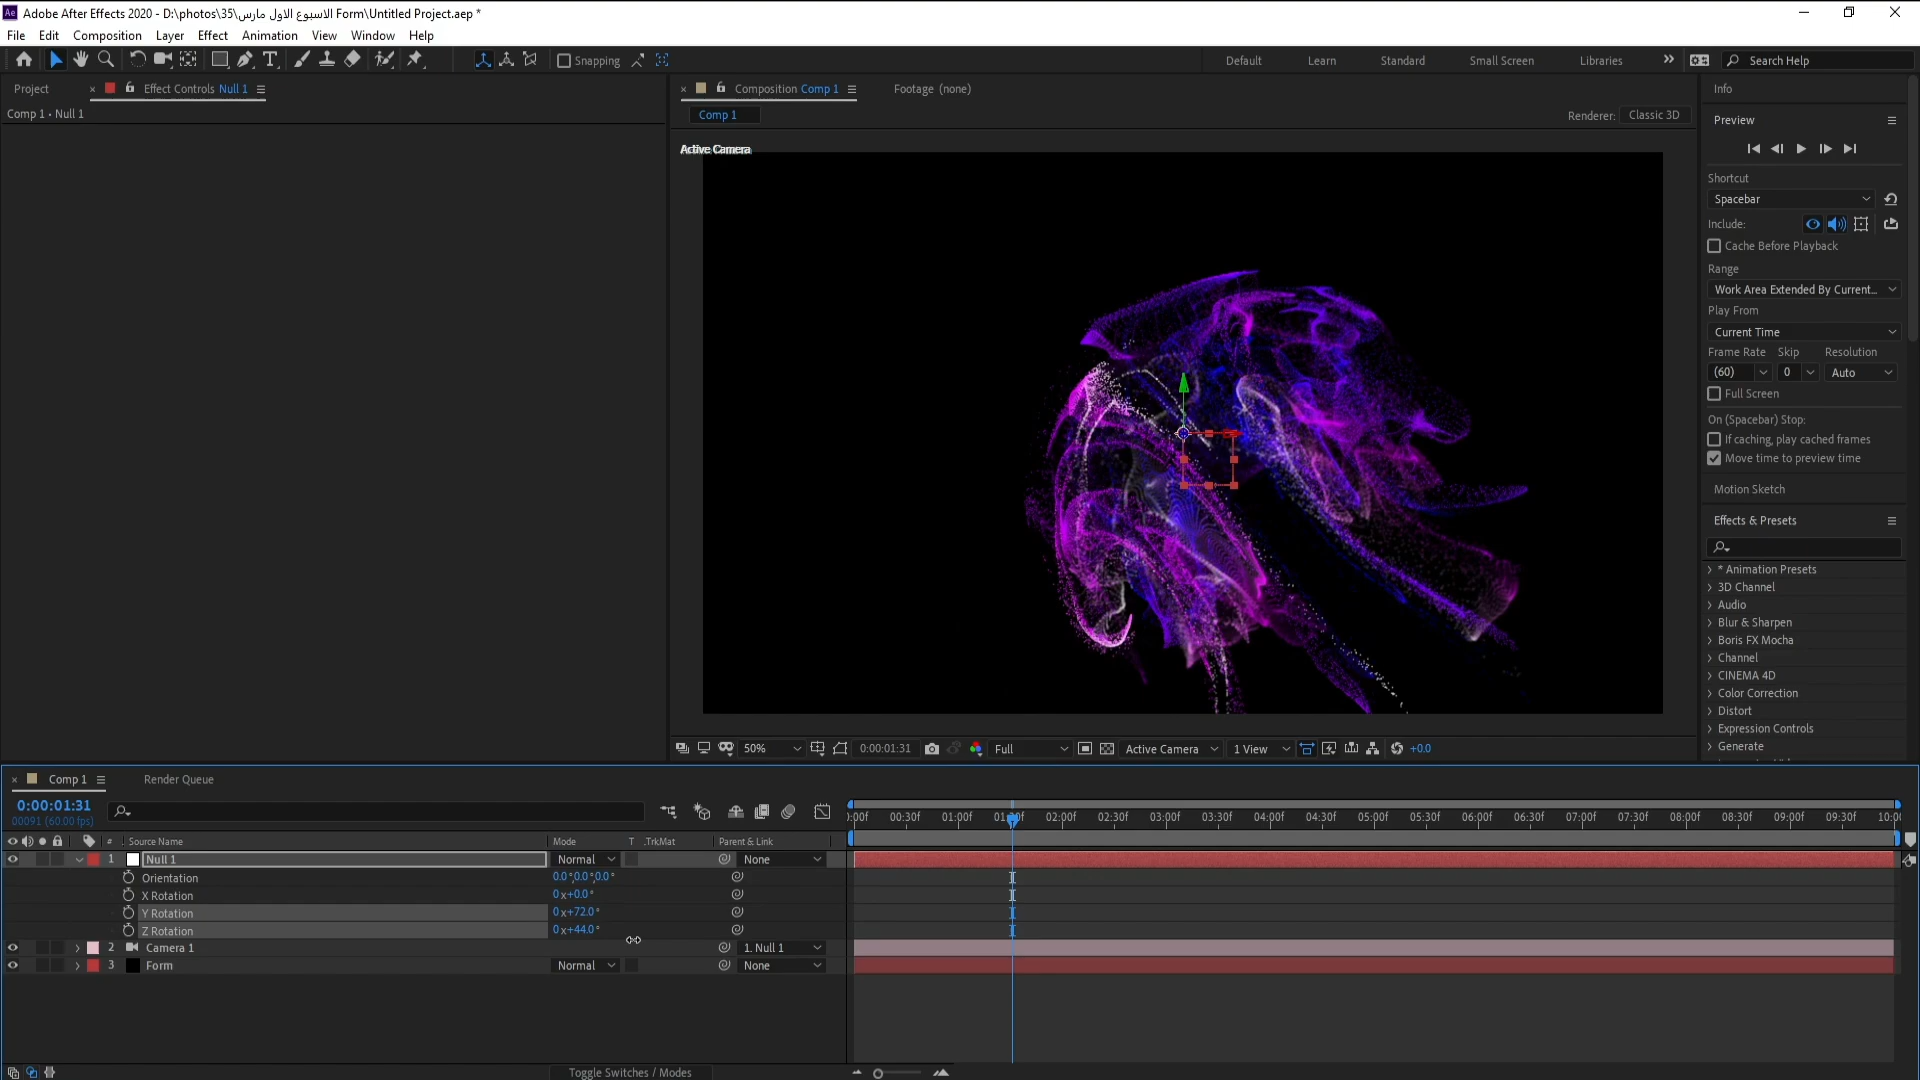 Adobe After Effects 2020 - D:\photos\35\الاسبوع الاول مارس Form\Untitled Project.aep *
File Edit Composition Layer Effect Animation View Window Help
Snapping
Default Learn Standard Small Screen Libraries Search Help
Project Effect Controls Null 1
Comp 1 • Null 1
Composition Comp 1 Footage (none)
Comp 1
Renderer: Classic 3D
Active Camera
50% 0:00:01:31 Full Active Camera 1 View +0.0
Info
Preview
Shortcut
Spacebar
Include:
Cache Before Playback
Range
Work Area Extended By Current...
Play From
Current Time
Frame Rate Skip Resolution
(60) 0 Auto
Full Screen
On (Spacebar) Stop:
If caching, play cached frames
Move time to preview time
Motion Sketch
Effects & Presets
* Animation Presets
3D Channel
Audio
Blur & Sharpen
Boris FX Mocha
Channel
CINEMA 4D
Color Correction
Distort
Expression Controls
Generate
Comp 1 Render Queue
0:00:01:31
00091 (60.00 fps)
:00f 00:30f 01:00f 01:30f 02:00f 02:30f 03:00f 03:30f 04:00f 04:30f 05:00f 05:30f 06:00f 06:30f 07:00f 07:30f 08:00f 08:30f 09:00f 09:30f 10:0
# Source Name Mode T .TrkMat Parent & Link
1 Null 1 Normal None
Orientation 0.0°,0.0°,0.0°
X Rotation 0x+0.0°
Y Rotation 0x+72.0°
Z Rotation 0x+44.0°
2 Camera 1 1. Null 1
3 Form Normal None
Toggle Switches / Modes